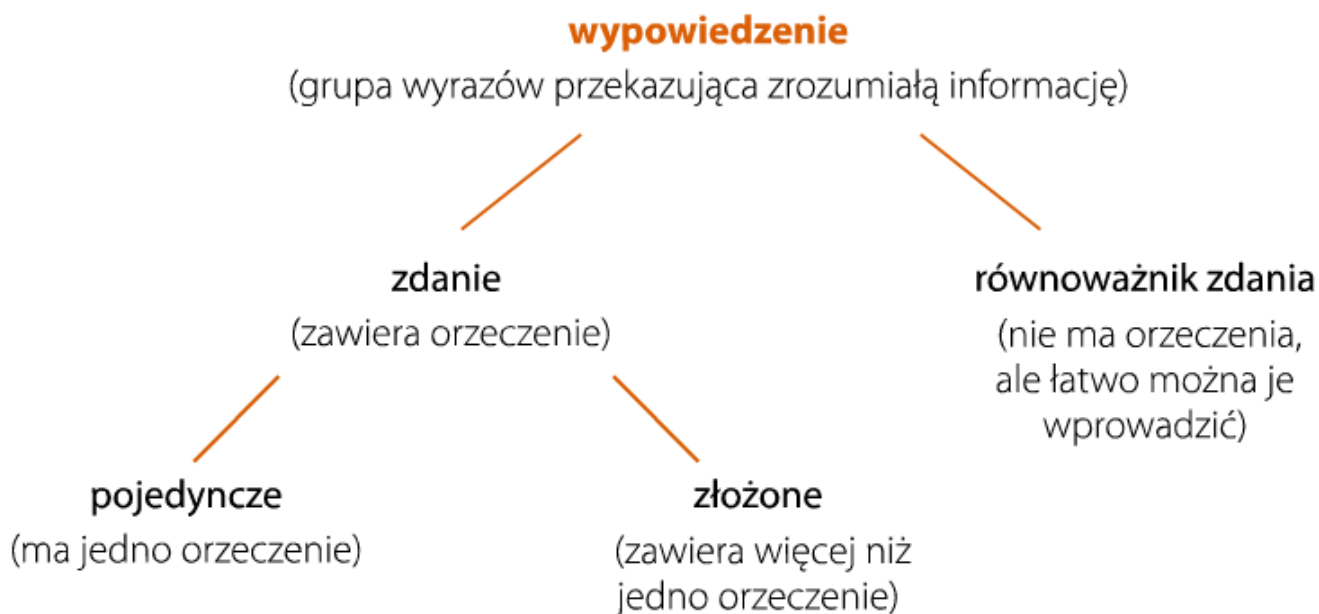 wypowiedzenie
(grupa wyrazów przekazująca zrozumiałą informację)
zdanie
(zawiera orzeczenie)
równoważnik zdania
(nie ma orzeczenia,
ale łatwo można je
wprowadzić)
pojedyncze
(ma jedno orzeczenie)
złożone
(zawiera więcej niż
jedno orzeczenie)